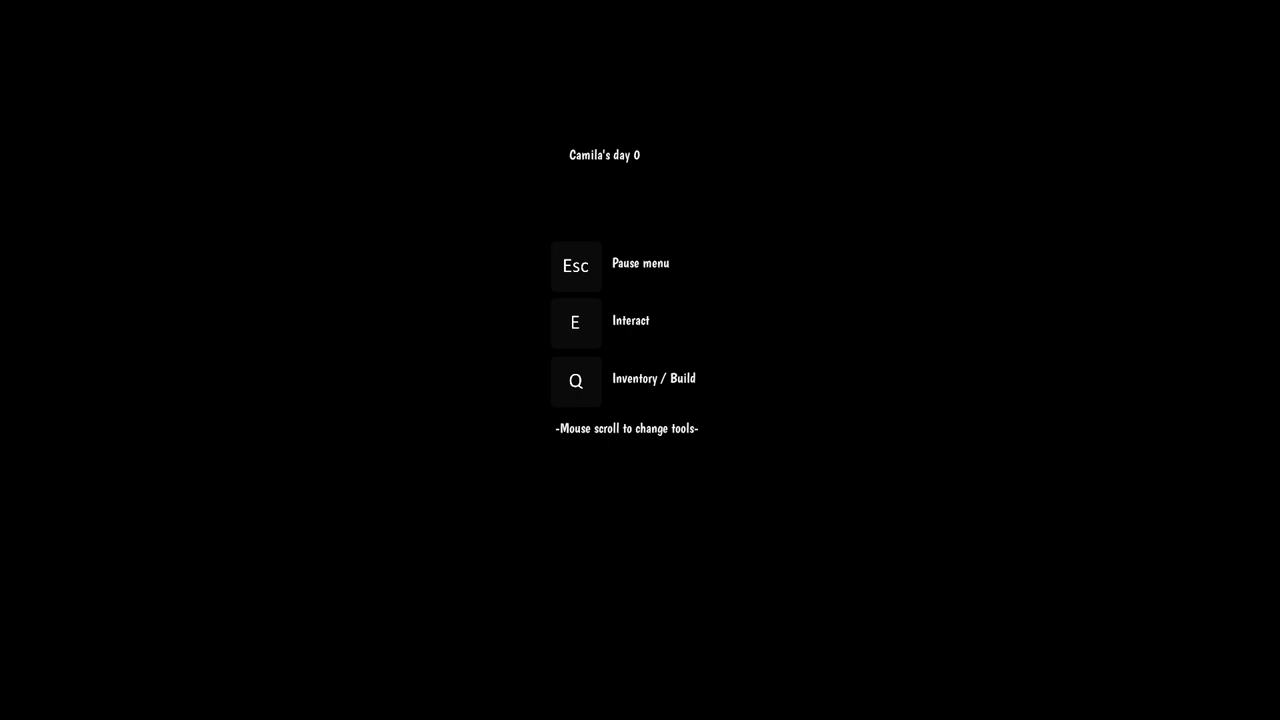 Camila's day 0
Esc Pause menu
E Interact
Q Inventory / Build
-Mouse scroll to change tools-